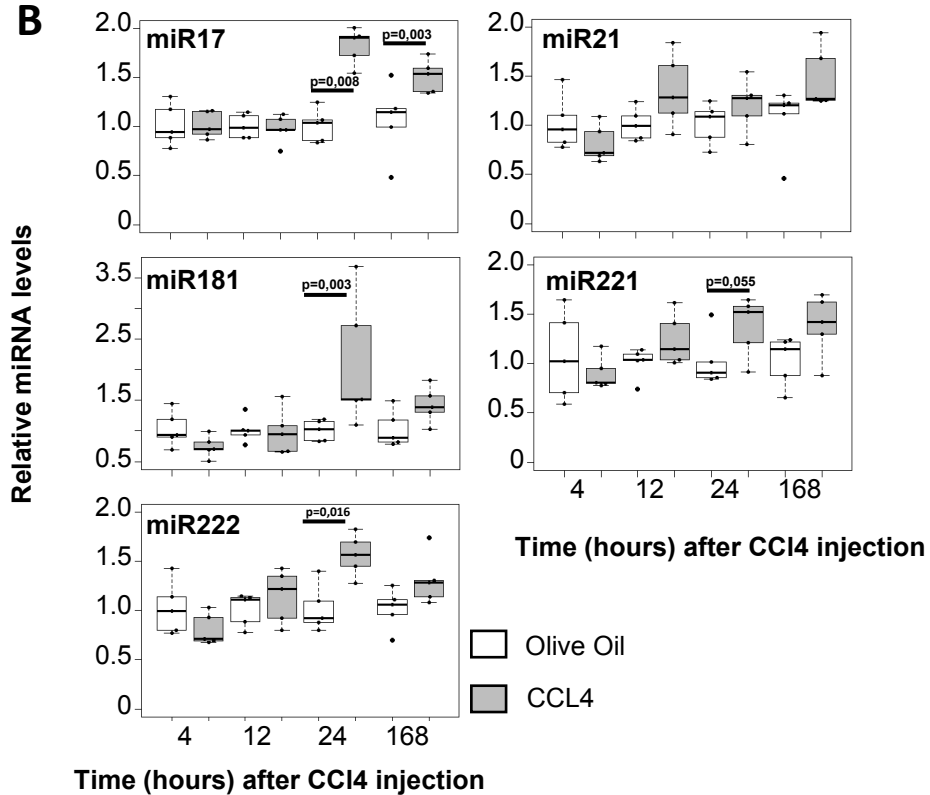 B
miR17
p=0,008
p=0,003
2.0
1.5
1.0
0.5
0
miR21
2.0
1.5
1.0
0.5
0
Relative miRNA levels
miR181
p=0,003
3.5
2.5
1.5
0.5
miR221
p=0,055
2.0
1.5
1.0
0.5
0
4 12 24 168
Time (hours) after CCl4 injection
miR222
p=0,016
2.0
1.5
1.0
0.5
0
4 12 24 168
Time (hours) after CCl4 injection
Olive Oil
CCL4